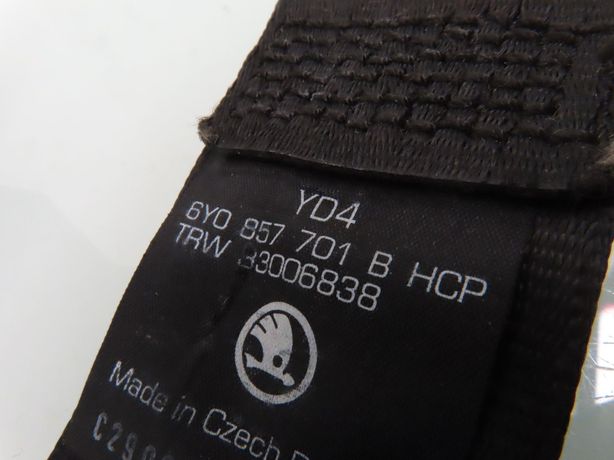 YD4
6Y0 857 701 B HCP
TRW 33006838
Made in Czech